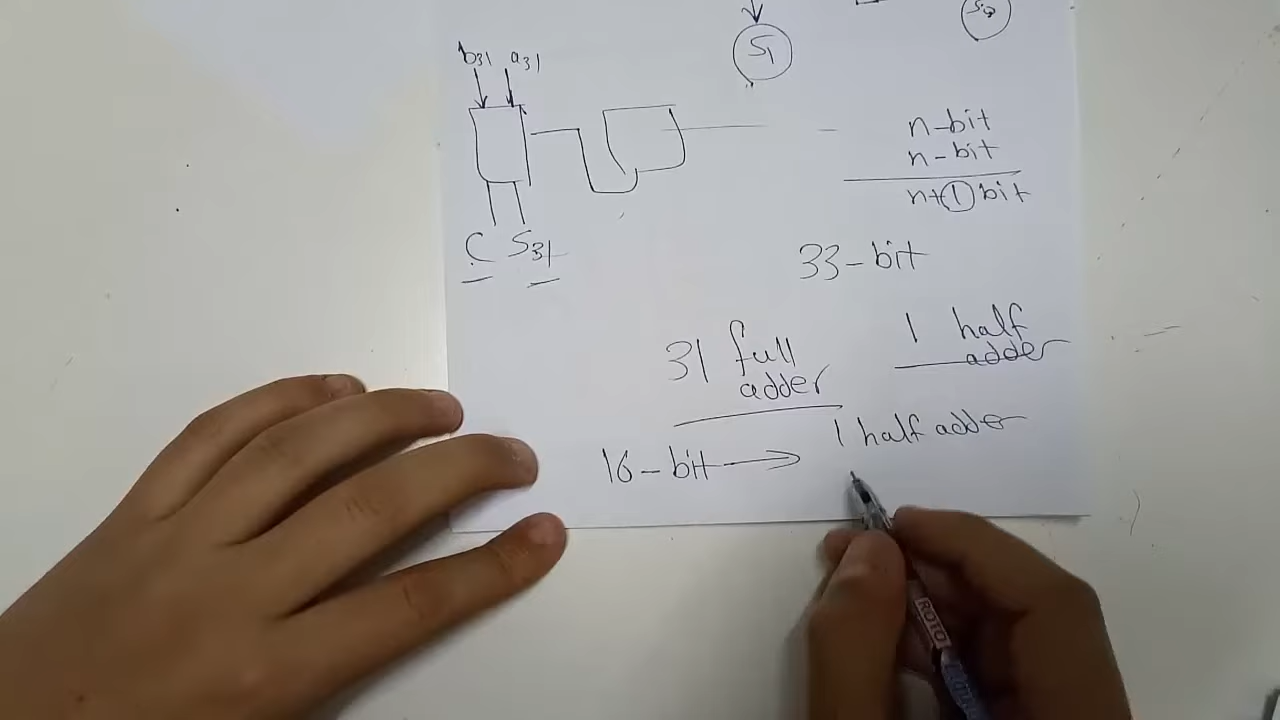 S1
b31 a31
n-bit
n-bit
n+1 bit
C S31
33-bit
31 full adder
1 half adder
16-bit → 1 half adder
ROTO